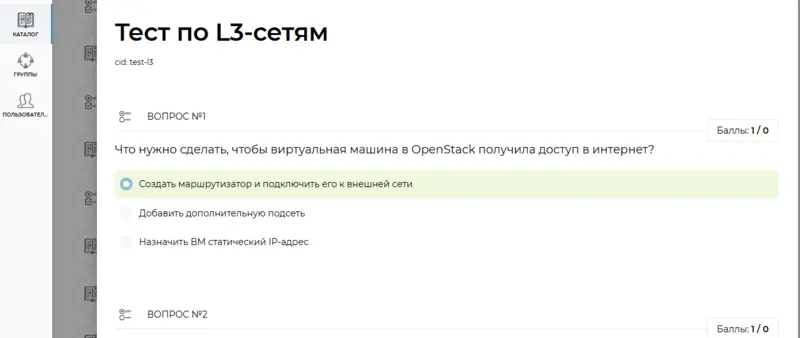 КАТАЛОГ
ГРУППЫ
ПОЛЬЗОВАТЕЛ...
Тест по L3-сетям
cid: test-l3
ВОПРОС №1
Баллы: 1 / 0
Что нужно сделать, чтобы виртуальная машина в OpenStack получила доступ в интернет?
Создать маршрутизатор и подключить его к внешней сети
Добавить дополнительную подсеть
Назначить ВМ статический IP-адрес
ВОПРОС №2
Баллы: 1 / 0